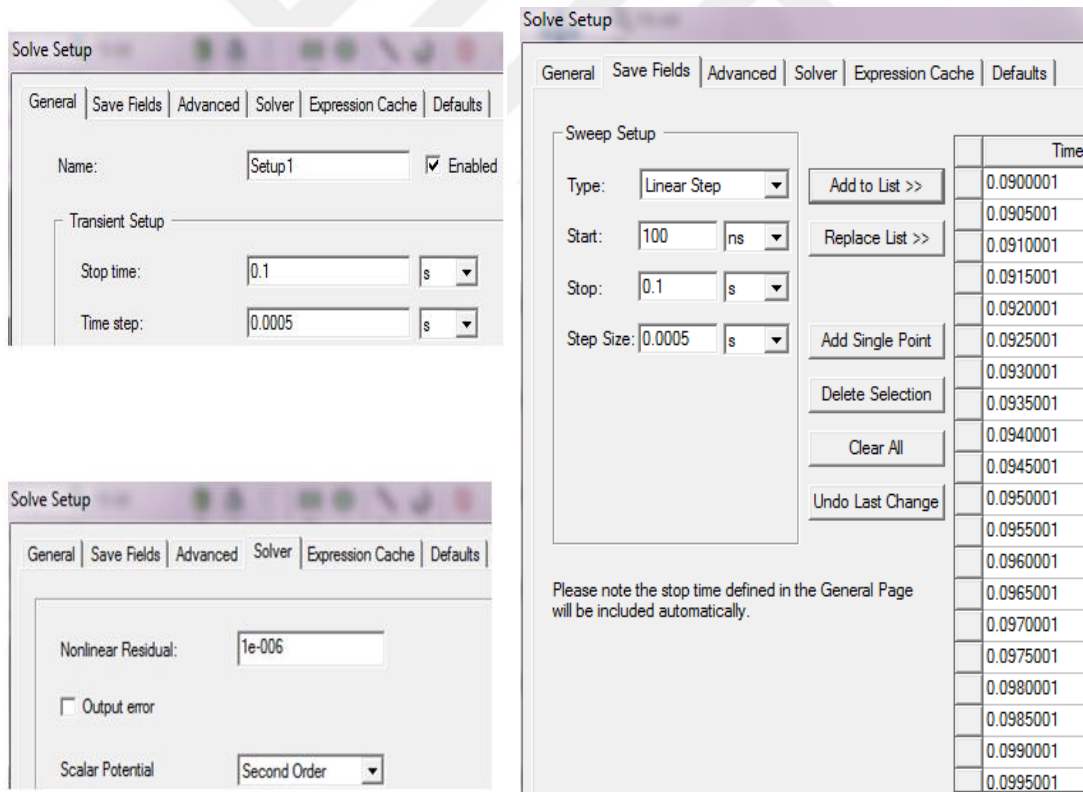 Solve Setup
General Save Fields Advanced Solver Expression Cache Defaults
Name: Setup1 Enabled
Transient Setup
Stop time: 0.1 s
Time step: 0.0005 s
Solve Setup
General Save Fields Advanced Solver Expression Cache Defaults
Nonlinear Residual: 1e-006
Output error
Scalar Potential Second Order
Solve Setup
General Save Fields Advanced Solver Expression Cache Defaults
Sweep Setup
Type: Linear Step
Start: 100 ns
Stop: 0.1 s
Step Size: 0.0005 s
Add to List >>
Replace List >>
Add Single Point
Delete Selection
Clear All
Undo Last Change
Please note the stop time defined in the General Page
will be included automatically.
Time
0.0900001
0.0905001
0.0910001
0.0915001
0.0920001
0.0925001
0.0930001
0.0935001
0.0940001
0.0945001
0.0950001
0.0955001
0.0960001
0.0965001
0.0970001
0.0975001
0.0980001
0.0985001
0.0990001
0.0995001